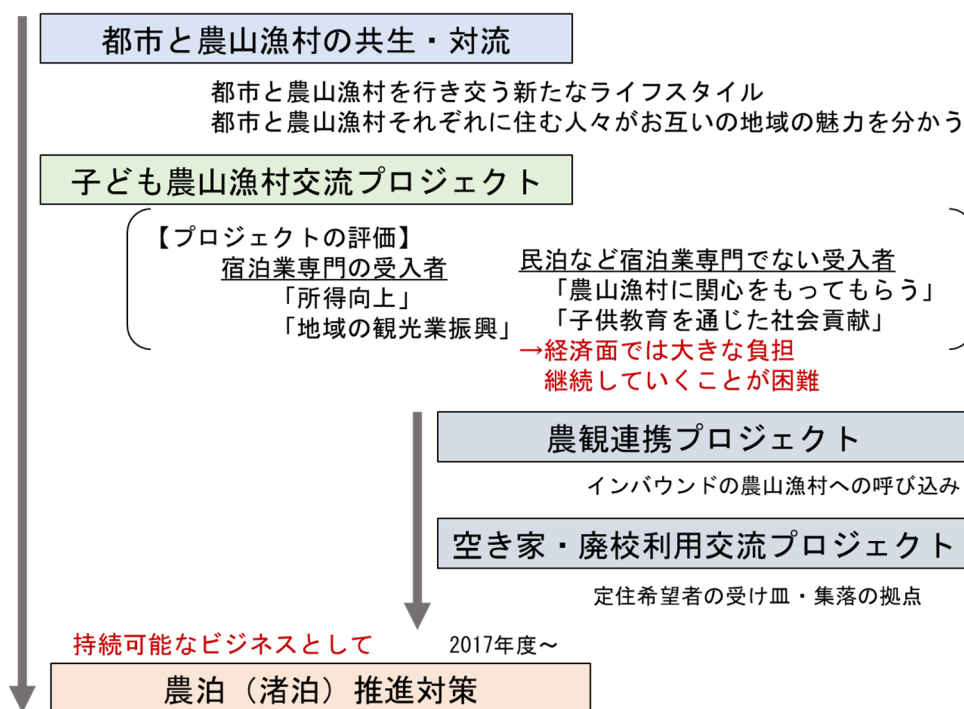 都市と農山漁村の共生・対流
都市と農山漁村を行き交う新たなライフスタイル
都市と農山漁村それぞれに住む人々がお互いの地域の魅力を分かう
子ども農山漁村交流プロジェクト
【プロジェクトの評価】
宿泊業専門の受入者
「所得向上」
「地域の観光業振興」
民泊など宿泊業専門でない受入者
「農山漁村に関心をもってもらう」
「子供教育を通じた社会貢献」
→経済面では大きな負担
継続していくことが困難
農観連携プロジェクト
インバウンドの農山漁村への呼び込み
空き家・廃校利用交流プロジェクト
定住希望者の受け皿・集落の拠点
持続可能なビジネスとして
2017年度～
農泊（渚泊）推進対策